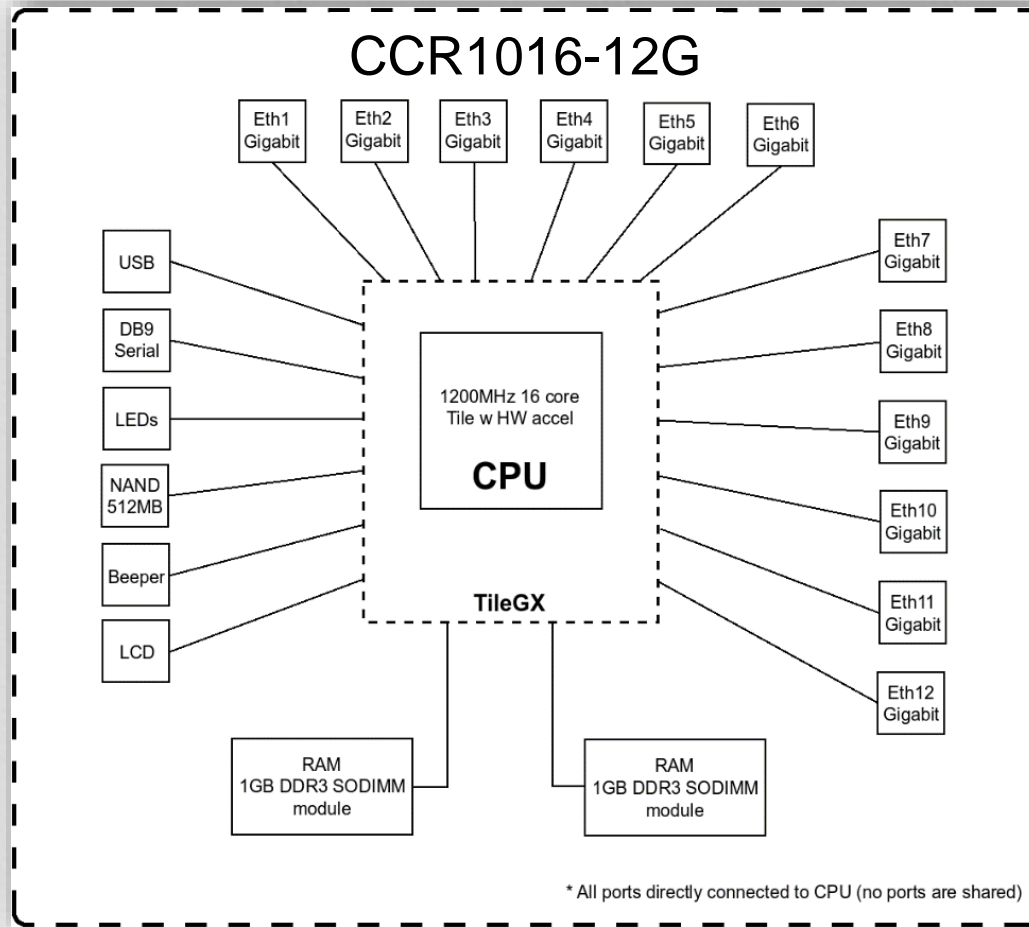 CCR1016-12G
Eth1
Gigabit
Eth2
Gigabit
Eth3
Gigabit
Eth4
Gigabit
Eth5
Gigabit
Eth6
Gigabit
USB
DB9
Serial
LEDs
NAND
512MB
Beeper
LCD
1200MHz 16 core
Tile w HW accel
CPU
TileGX
Eth7
Gigabit
Eth8
Gigabit
Eth9
Gigabit
Eth10
Gigabit
Eth11
Gigabit
Eth12
Gigabit
RAM
1GB DDR3 SODIMM
module
RAM
1GB DDR3 SODIMM
module
* All ports directly connected to CPU (no ports are shared)